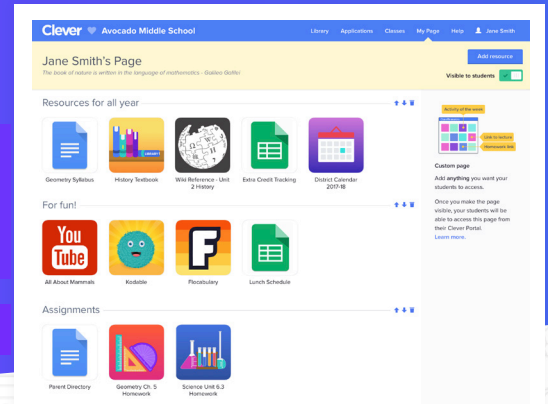 Clever Avocado Middle School
Library Applications Classes My Page Help Jane Smith
Jane Smith's Page
The book of nature is written in the language of mathematics - Galileo Galilei
Add resource
Visible to students
Resources for all year
Geometry Syllabus
History Textbook
Wiki Reference - Unit
2 History
Extra Credit Tracking
District Calendar
2017-18
For fun!
You
Tube
All About Mammals
Kodable
F
Flocabulary
Lunch Schedule
Assignments
Parent Directory
Geometry Ch. 5
Homework
Science Unit 6.3
Homework
Activity of the week
Link to lecture
Homework link
Custom page
Add anything you want your
students to access.
Once you make the page
visible, your students will be
able to access this page from
their Clever Portal.
Learn more.